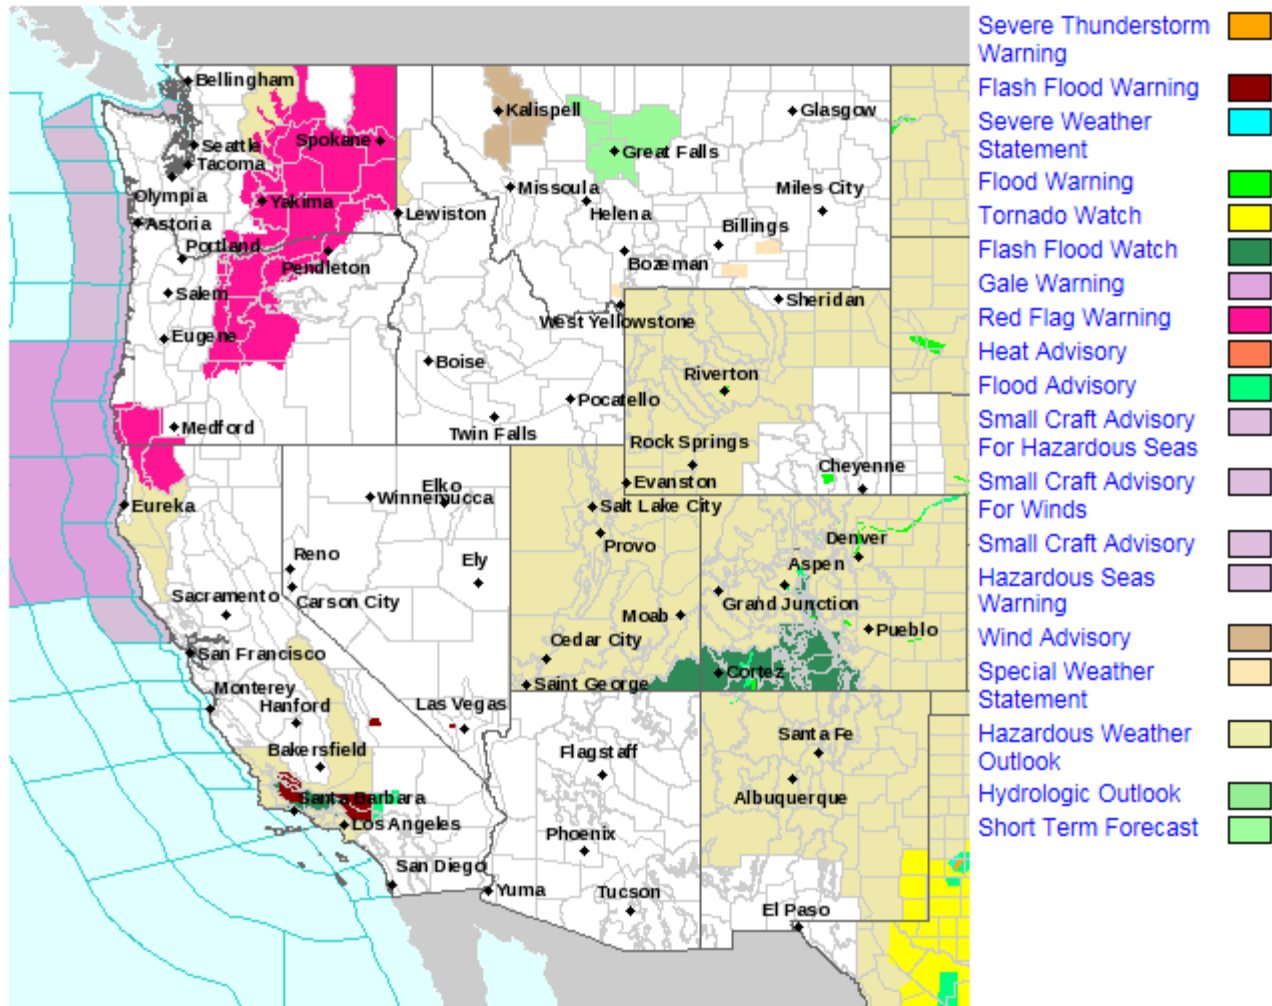 Bellingham
Seattle
Tacoma
Olympia
Astoria
Portland
Salem
Eugene
Medford
Spokane
Yakima
Pendleton
Lewiston
Kalispell
Missoula
Helena
Great Falls
Glasgow
Miles City
Billings
Bozeman
West Yellowstone
Boise
Pocatello
Twin Falls
Sheridan
Riverton
Rock Springs
Cheyenne
Evanston
Eureka
Elko
Winnemucca
Reno
Ely
Carson City
Sacramento
San Francisco
Monterey
Hanford
Bakersfield
Las Vegas
Santa Barbara
Los Angeles
San Diego
Salt Lake City
Provo
Moab
Cedar City
Saint George
Denver
Aspen
Grand Junction
Pueblo
Cortez
Flagstaff
Phoenix
Yuma
Tucson
Santa Fe
Albuquerque
El Paso
Severe Thunderstorm
Warning
Flash Flood Warning
Severe Weather
Statement
Flood Warning
Tornado Watch
Flash Flood Watch
Gale Warning
Red Flag Warning
Heat Advisory
Flood Advisory
Small Craft Advisory
For Hazardous Seas
Small Craft Advisory
For Winds
Small Craft Advisory
Hazardous Seas
Warning
Wind Advisory
Special Weather
Statement
Hazardous Weather
Outlook
Hydrologic Outlook
Short Term Forecast